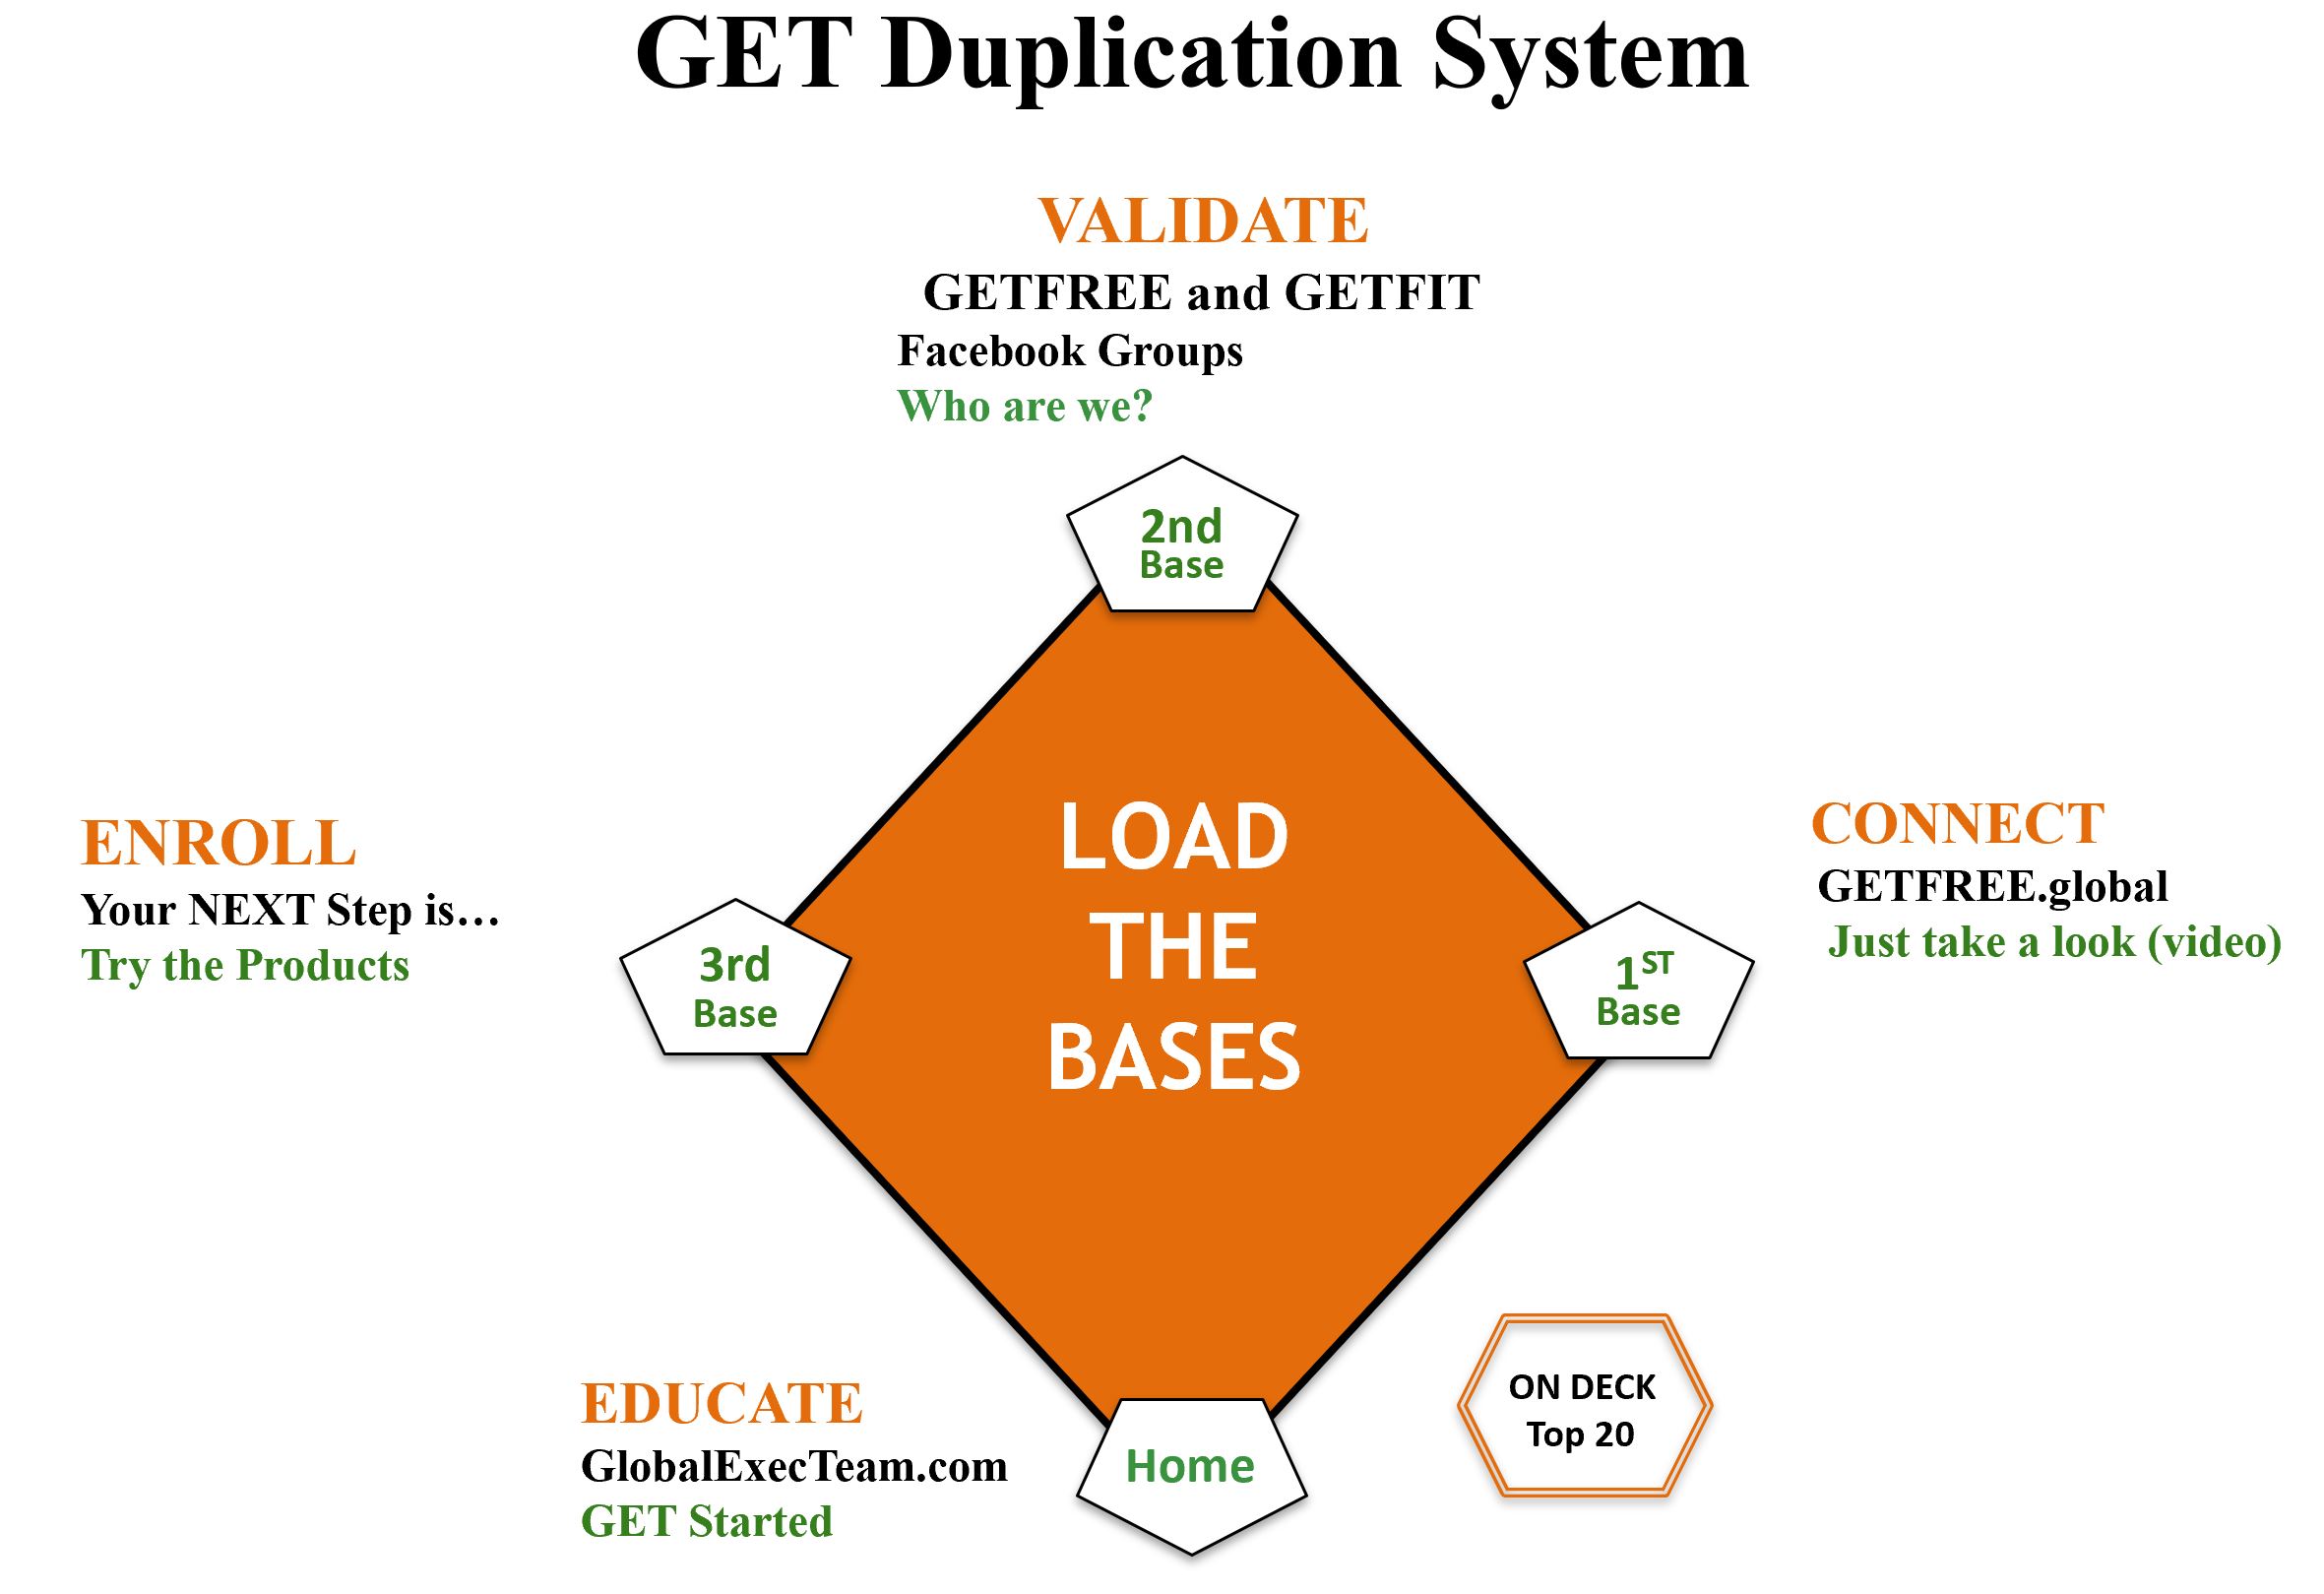 GET Duplication System
VALIDATE
GETFREE and GETFIT
Facebook Groups
Who are we?
2nd
Base
LOAD
THE
BASES
ENROLL
Your NEXT Step is…
Try the Products
3rd
Base
CONNECT
GETFREE.global
Just take a look (video)
1ST
Base
EDUCATE
GlobalExecTeam.com
GET Started
Home
ON DECK
Top 20